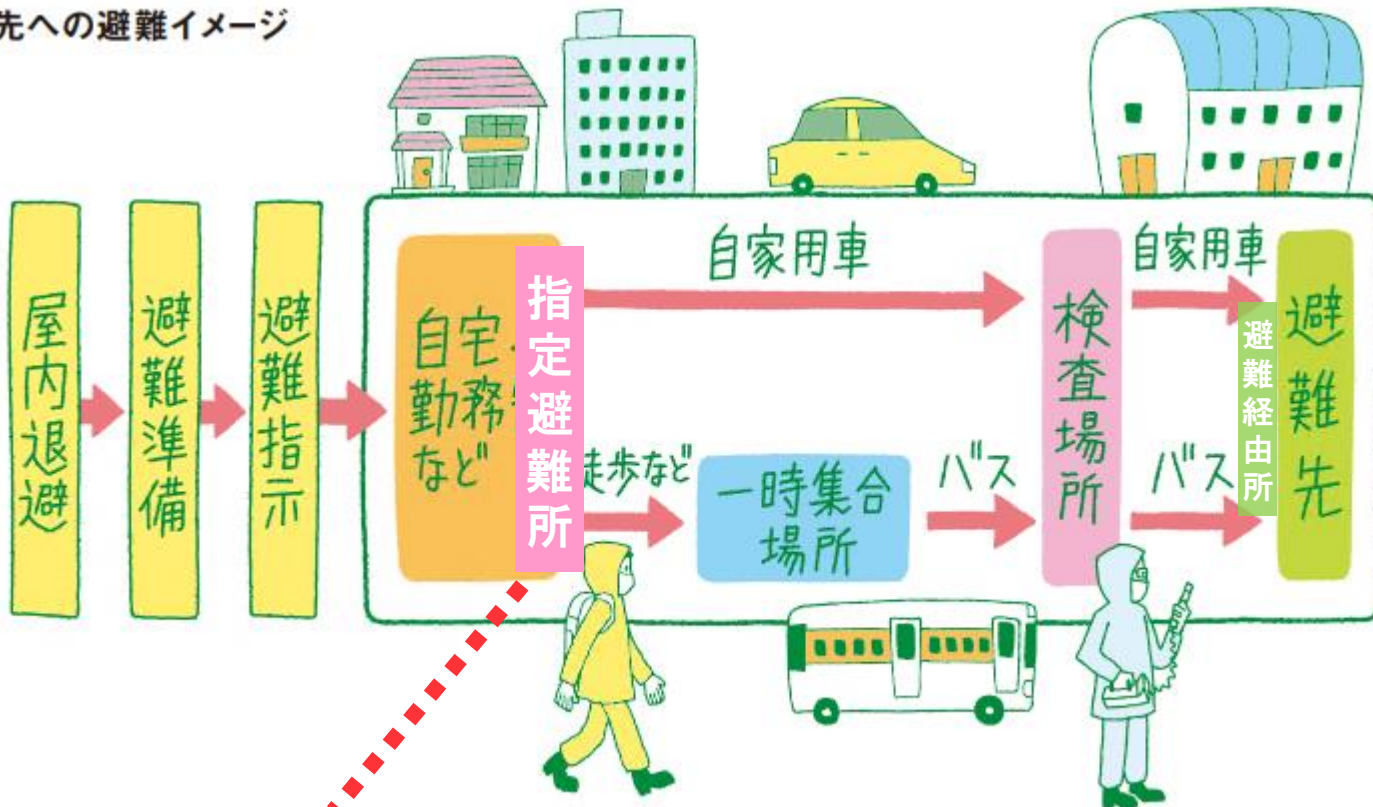 先への避難イメージ
屋内退避
避難準備
避難指示
自宅
勤務
など
指定避難所
自家用車
徒歩など
一時集合
場所
バス
検査場所
自家用車
バス
避難経由所
避難先